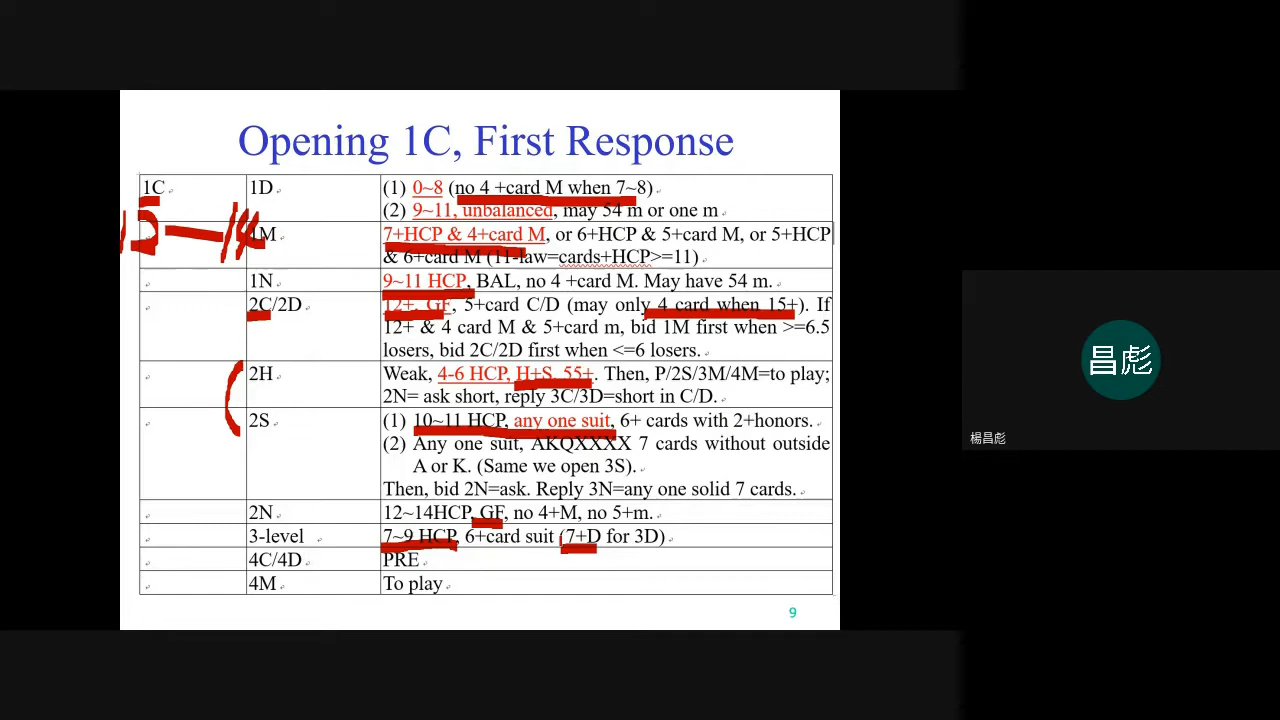 Opening 1C, First Response
1C 1D (1) 0~8 (no 4 +card M when 7~8)
(2) 9~11, unbalanced, may 54 m or one m
1M 7+HCP & 4+card M, or 6+HCP & 5+card M, or 5+HCP
& 6+card M (11-law=cards+HCP>=11)
1N 9~11 HCP, BAL, no 4 +card M. May have 54 m.
2C/2D 12+, GF, 5+card C/D (may only 4 card when 15+). If
12+ & 4 card M & 5+card m, bid 1M first when >=6.5
losers, bid 2C/2D first when <=6 losers.
2H Weak, 4-6 HCP, H+S, 55+. Then, P/2S/3M/4M=to play;
2N= ask short, reply 3C/3D=short in C/D.
2S (1) 10~11 HCP, any one suit, 6+ cards with 2+honors.
(2) Any one suit, AKQXXXX 7 cards without outside
A or K. (Same we open 3S).
Then, bid 2N=ask. Reply 3N=any one solid 7 cards.
2N 12~14HCP, GF, no 4+M, no 5+m.
3-level 7~9 HCP, 6+card suit (7+D for 3D)
4C/4D PRE
4M To play
9
昌彪
楊昌彪